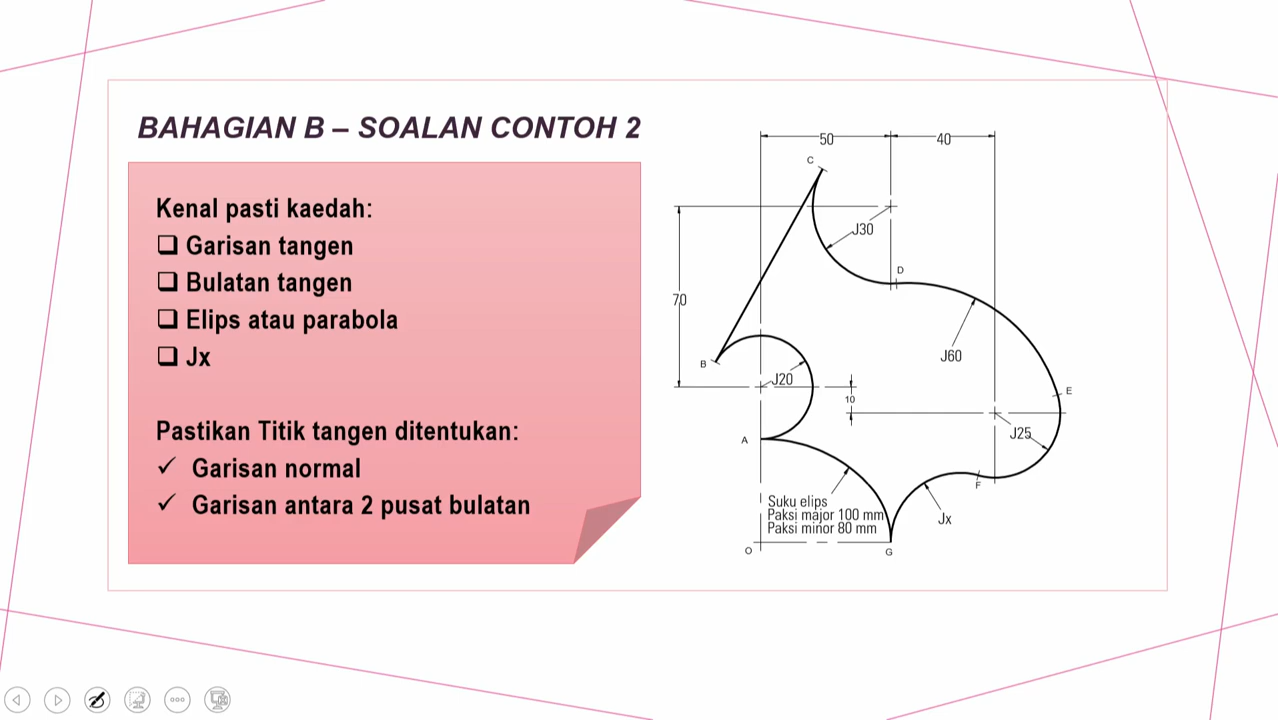 BAHAGIAN B – SOALAN CONTOH 2
Kenal pasti kaedah:
Garisan tangen
Bulatan tangen
Elips atau parabola
Jx
Pastikan Titik tangen ditentukan:
Garisan normal
Garisan antara 2 pusat bulatan
50
40
C
J30
D
70
J60
B
J20
10
E
J25
A
F
Suku elips
Paksi major 100 mm
Paksi minor 80 mm
Jx
O
G